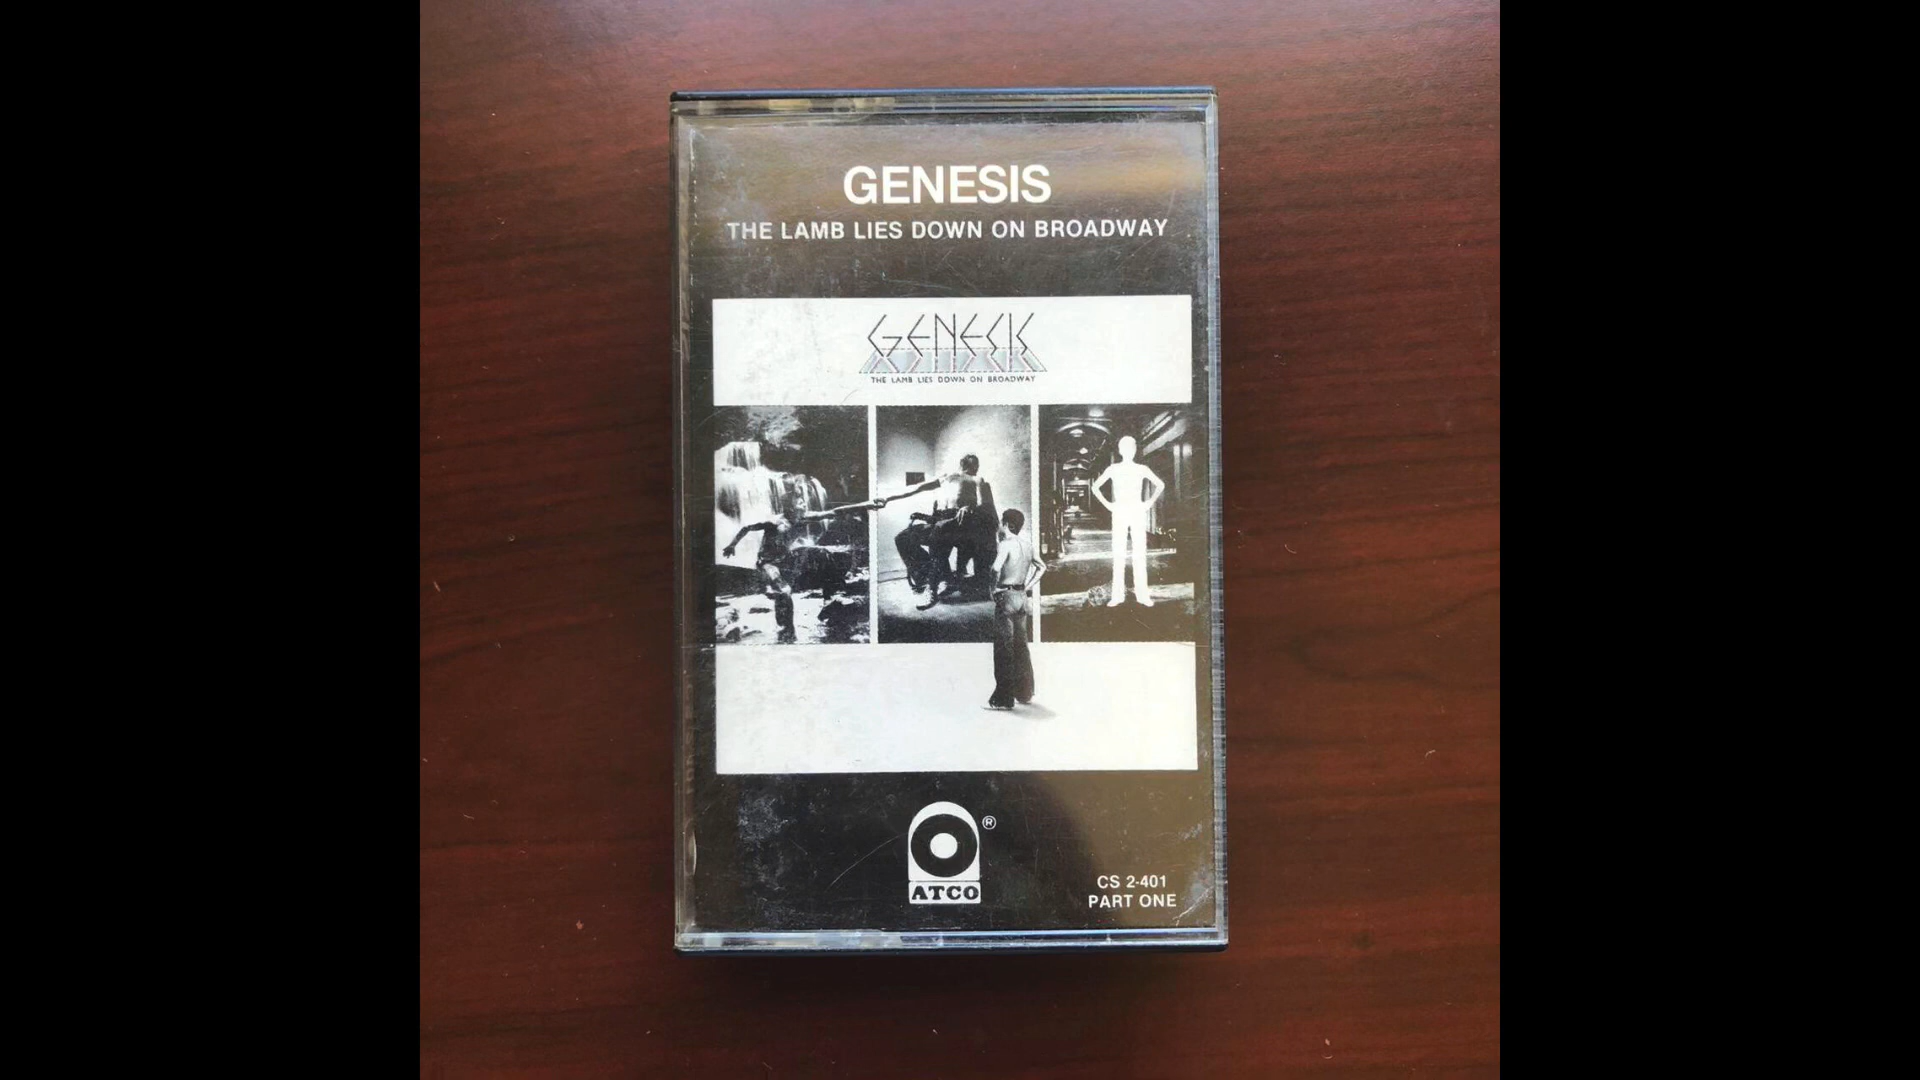 GENESIS
THE LAMB LIES DOWN ON BROADWAY
GENESIS
THE LAMB LIES DOWN ON BROADWAY
®
ATCO
CS 2-401
PART ONE